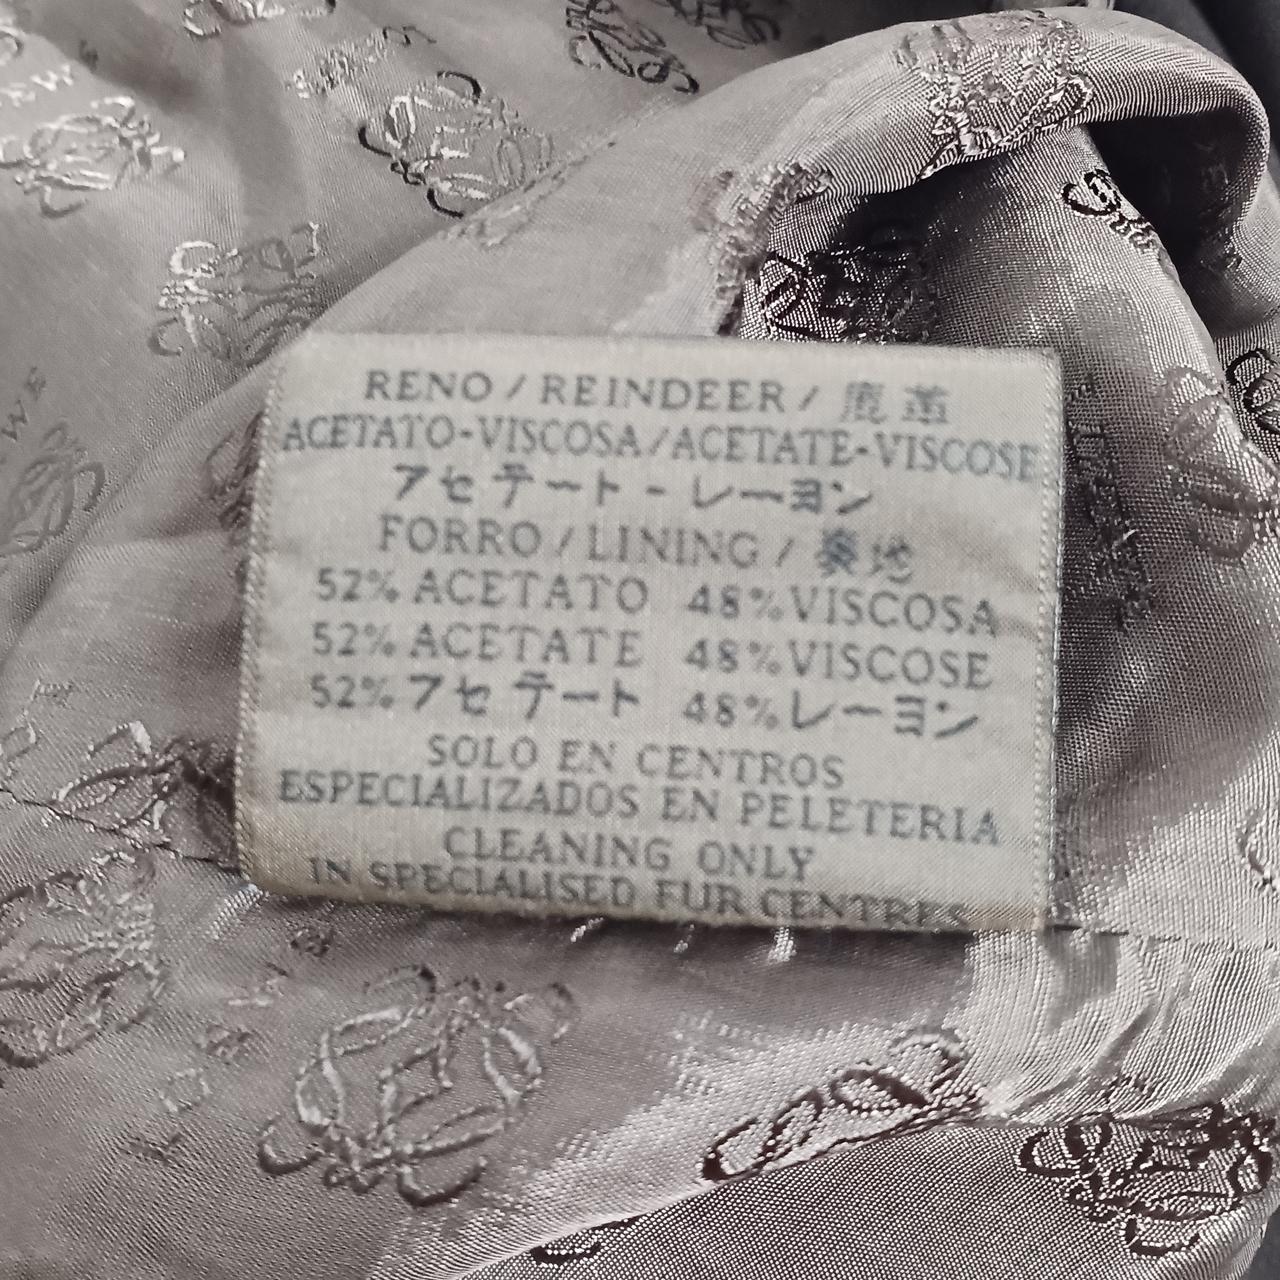 RENO / REINDEER / 鹿革
ACETATO-VISCOSA/ACETATE-VISCOSE
アセテート-レーヨン
FORRO / LINING / 裏地
52% ACETATO 48% VISCOSA
52% ACETATE 48% VISCOSE
52% アセテート 48% レーヨン
SOLO EN CENTROS
ESPECIALIZADOS EN PELETERIA
CLEANING ONLY
IN SPECIALISED FUR CENTRES